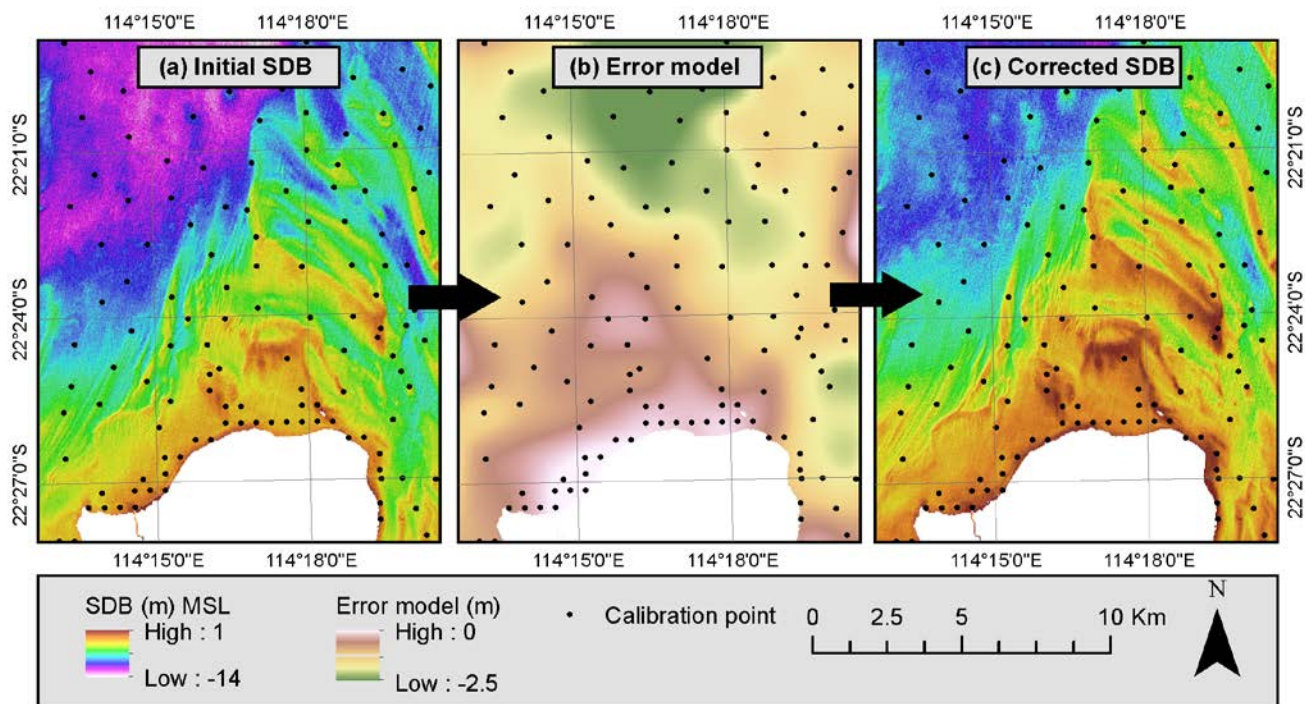 114°15'0"E 114°18'0"E 114°15'0"E 114°18'0"E 114°15'0"E 114°18'0"E
(a) Initial SDB (b) Error model (c) Corrected SDB
22°21'0"S 22°21'0"S
22°24'0"S 22°24'0"S
22°27'0"S 22°27'0"S
114°15'0"E 114°18'0"E 114°15'0"E 114°18'0"E 114°15'0"E 114°18'0"E
SDB (m) MSL Error model (m) Calibration point 0 2.5 5 10 Km N
High : 1 High : 0
Low : -14 Low : -2.5